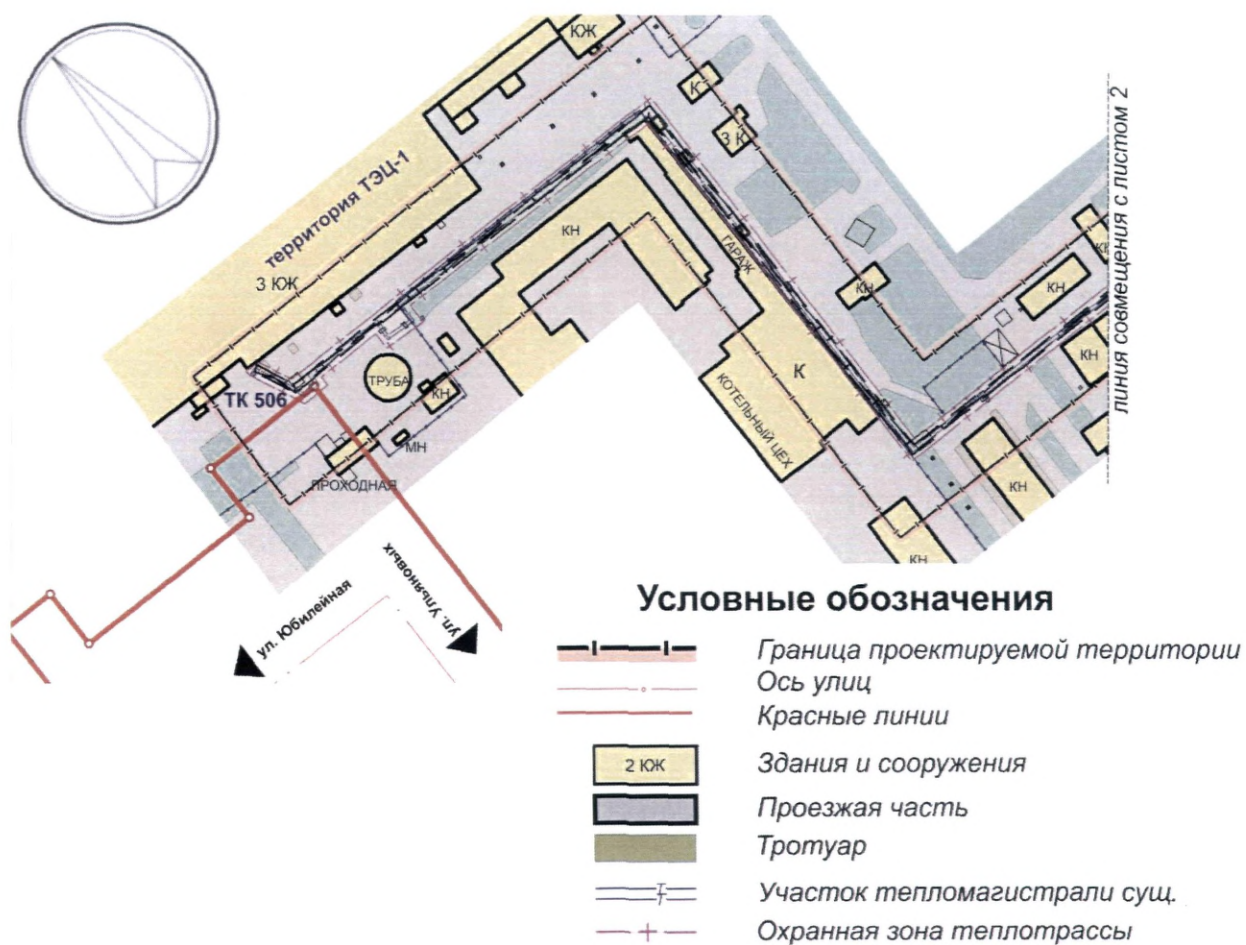 КЖ
К
3 К
территория ТЭЦ-1
3 КЖ
КН
ГАРАЖ
КН
КН
КН
КН
линия совмещения с листом 2
ТК 506
ТРУБА
КН
МН
ПРОХОДНАЯ
К
КОТЕЛЬНЫЙ ЦЕХ
КН
КН
ул. Юбилейная
ул. Ульяновых
Условные обозначения
Граница проектируемой территории
Ось улиц
Красные линии
2 КЖ
Здания и сооружения
Проезжая часть
Тротуар
Участок тепломагистрали сущ.
Охранная зона теплотрассы